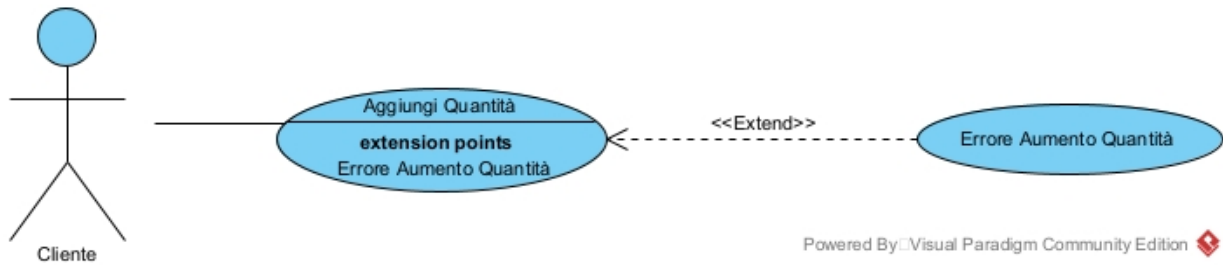 Aggiungi Quantità
extension points
Errore Aumento Quantità
<<Extend>>
Errore Aumento Quantità
Cliente
Powered By Visual Paradigm Community Edition